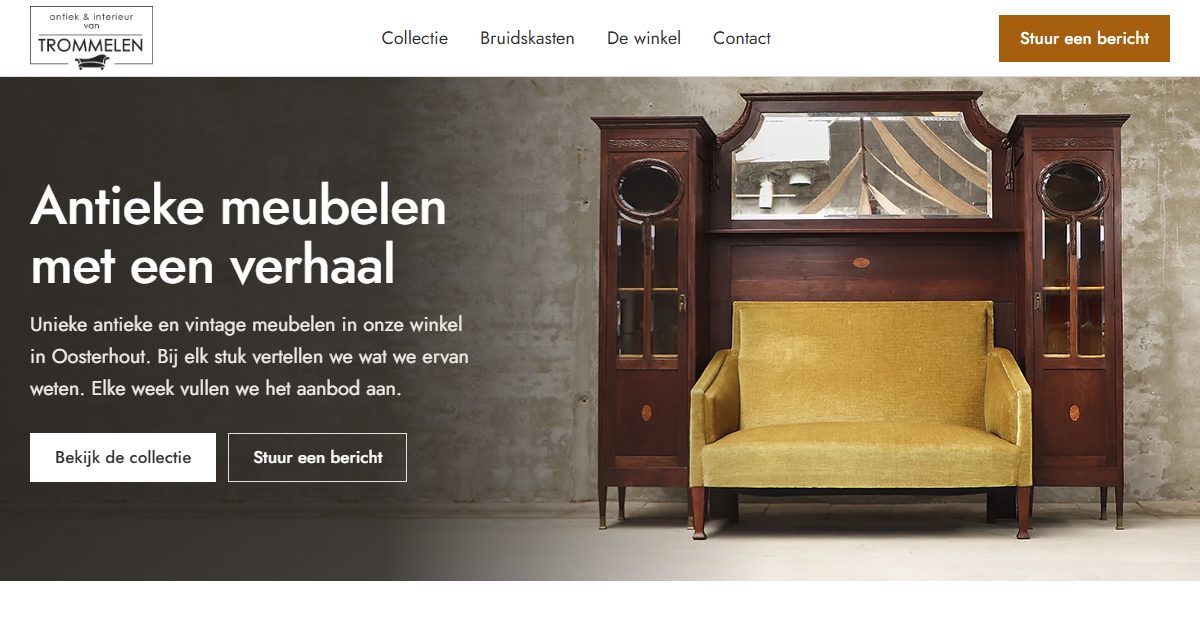 antiek & interieur
van
TROMMELEN
Collectie
Bruidskasten
De winkel
Contact
Stuur een bericht
Antieke meubelen
met een verhaal
Unieke antieke en vintage meubelen in onze winkel
in Oosterhout. Bij elk stuk vertellen we wat we ervan
weten. Elke week vullen we het aanbod aan.
Bekijk de collectie
Stuur een bericht